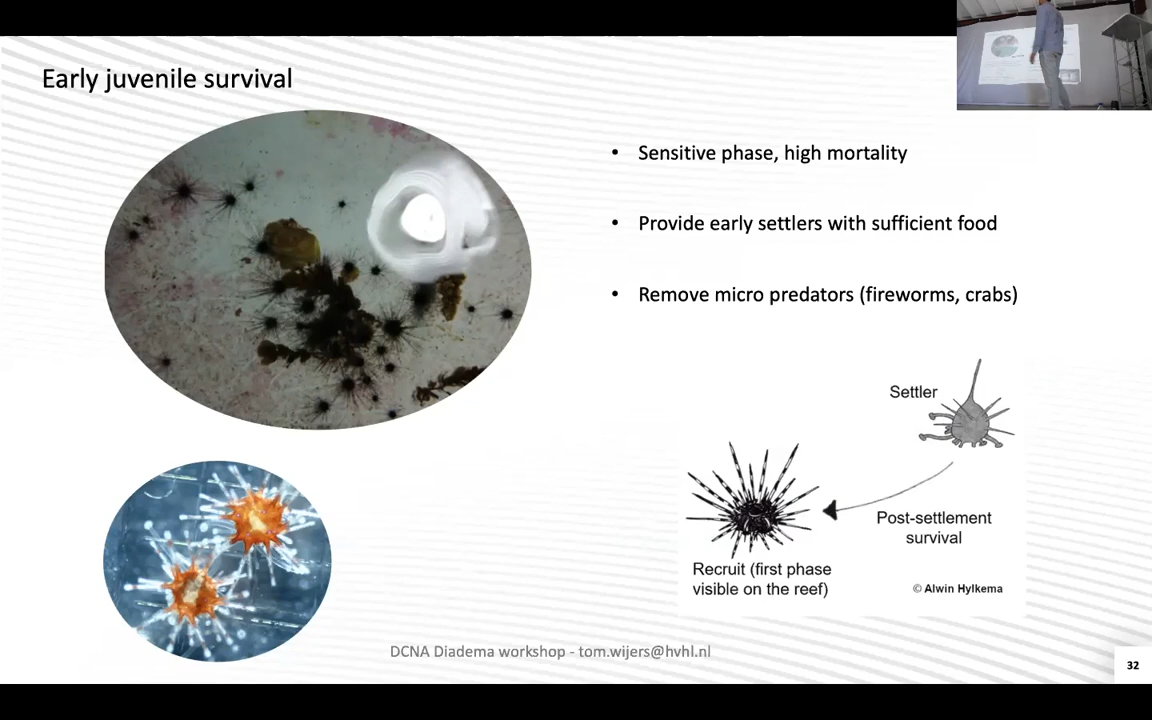 Early juvenile survival
• Sensitive phase, high mortality
• Provide early settlers with sufficient food
• Remove micro predators (fireworms, crabs)
Settler
Post-settlement
survival
Recruit (first phase
visible on the reef)
© Alwin Hylkema
DCNA Diadema workshop - tom.wijers@hvhl.nl
32